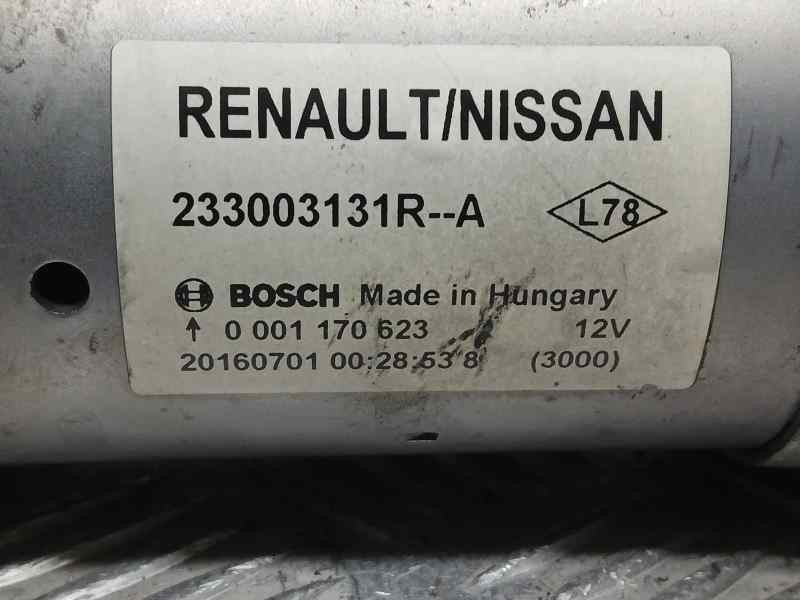 RENAULT/NISSAN
233003131R--A L78
BOSCH Made in Hungary
↑ 0 001 170 623 12V
20160701 00:28:53 8 (3000)